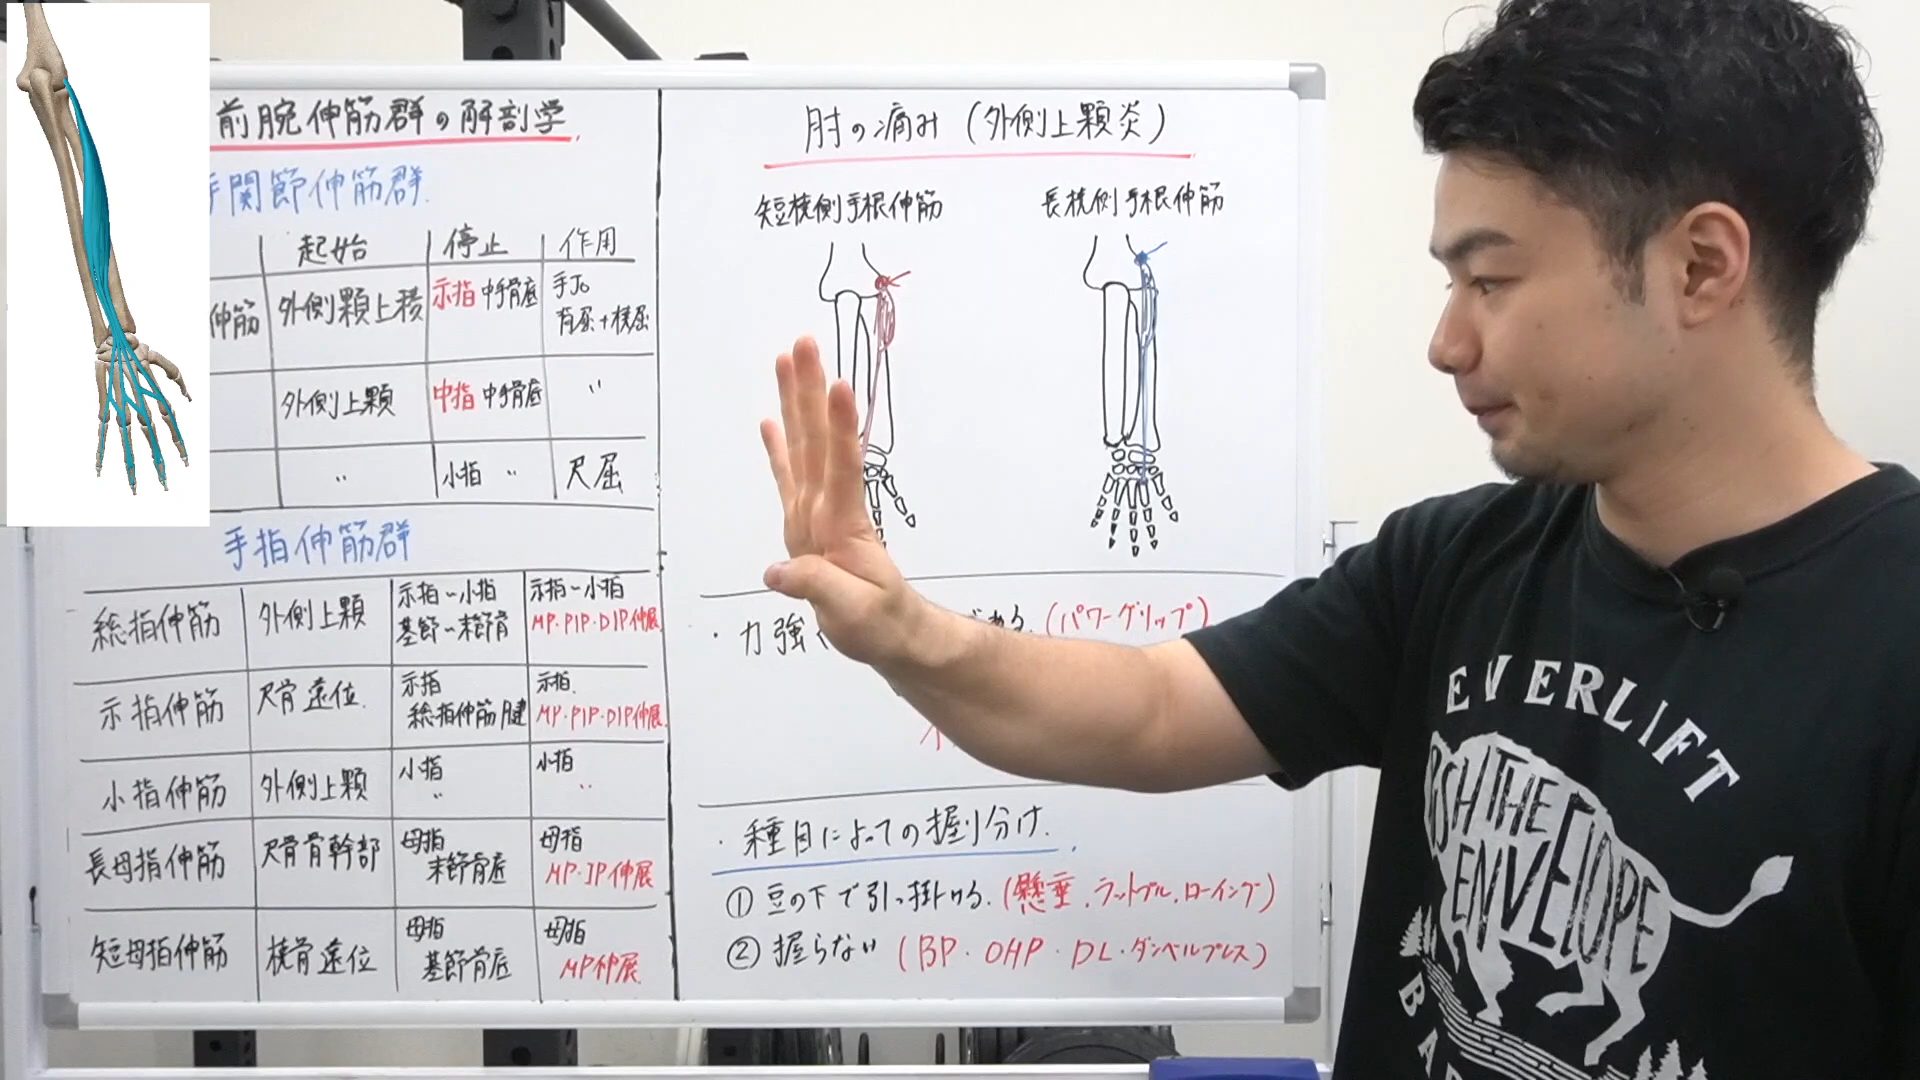 前腕伸筋群の解剖学
手関節伸筋群.
起始 停止 作用
伸筋 外側顆上稜 示指 中手骨底 手Jo 背屈+橈屈
外側上顆 中指 中手骨底 〃
〃 小指 〃 尺屈
手指伸筋群
総指伸筋 外側上顆 示指〜小指 基節〜末節骨 示指〜小指 MP・PIP・DIP伸展
示指伸筋 尺骨遠位. 示指 総指伸筋腱 示指. MP・PIP・DIP伸展
小指伸筋 外側上顆 小指 〃 小指 〃
長母指伸筋 尺骨骨幹部 母指 末節骨底 母指 MP・IP伸展
短母指伸筋 橈骨遠位 母指 基節骨底 母指 MP伸展
肘の痛み(外側上顆炎)
短橈側手根伸筋 長橈側手根伸筋
・力強く ある.(パワーグリップ)
・種目によっての握り分け.
① 豆の下で引っ掛ける.(懸垂.ラットプル.ローイング)
② 握らない(BP・OHP・DL・ダンベルプレス)
EVERLIFT
PUSH THE
ENVELOPE
BAR